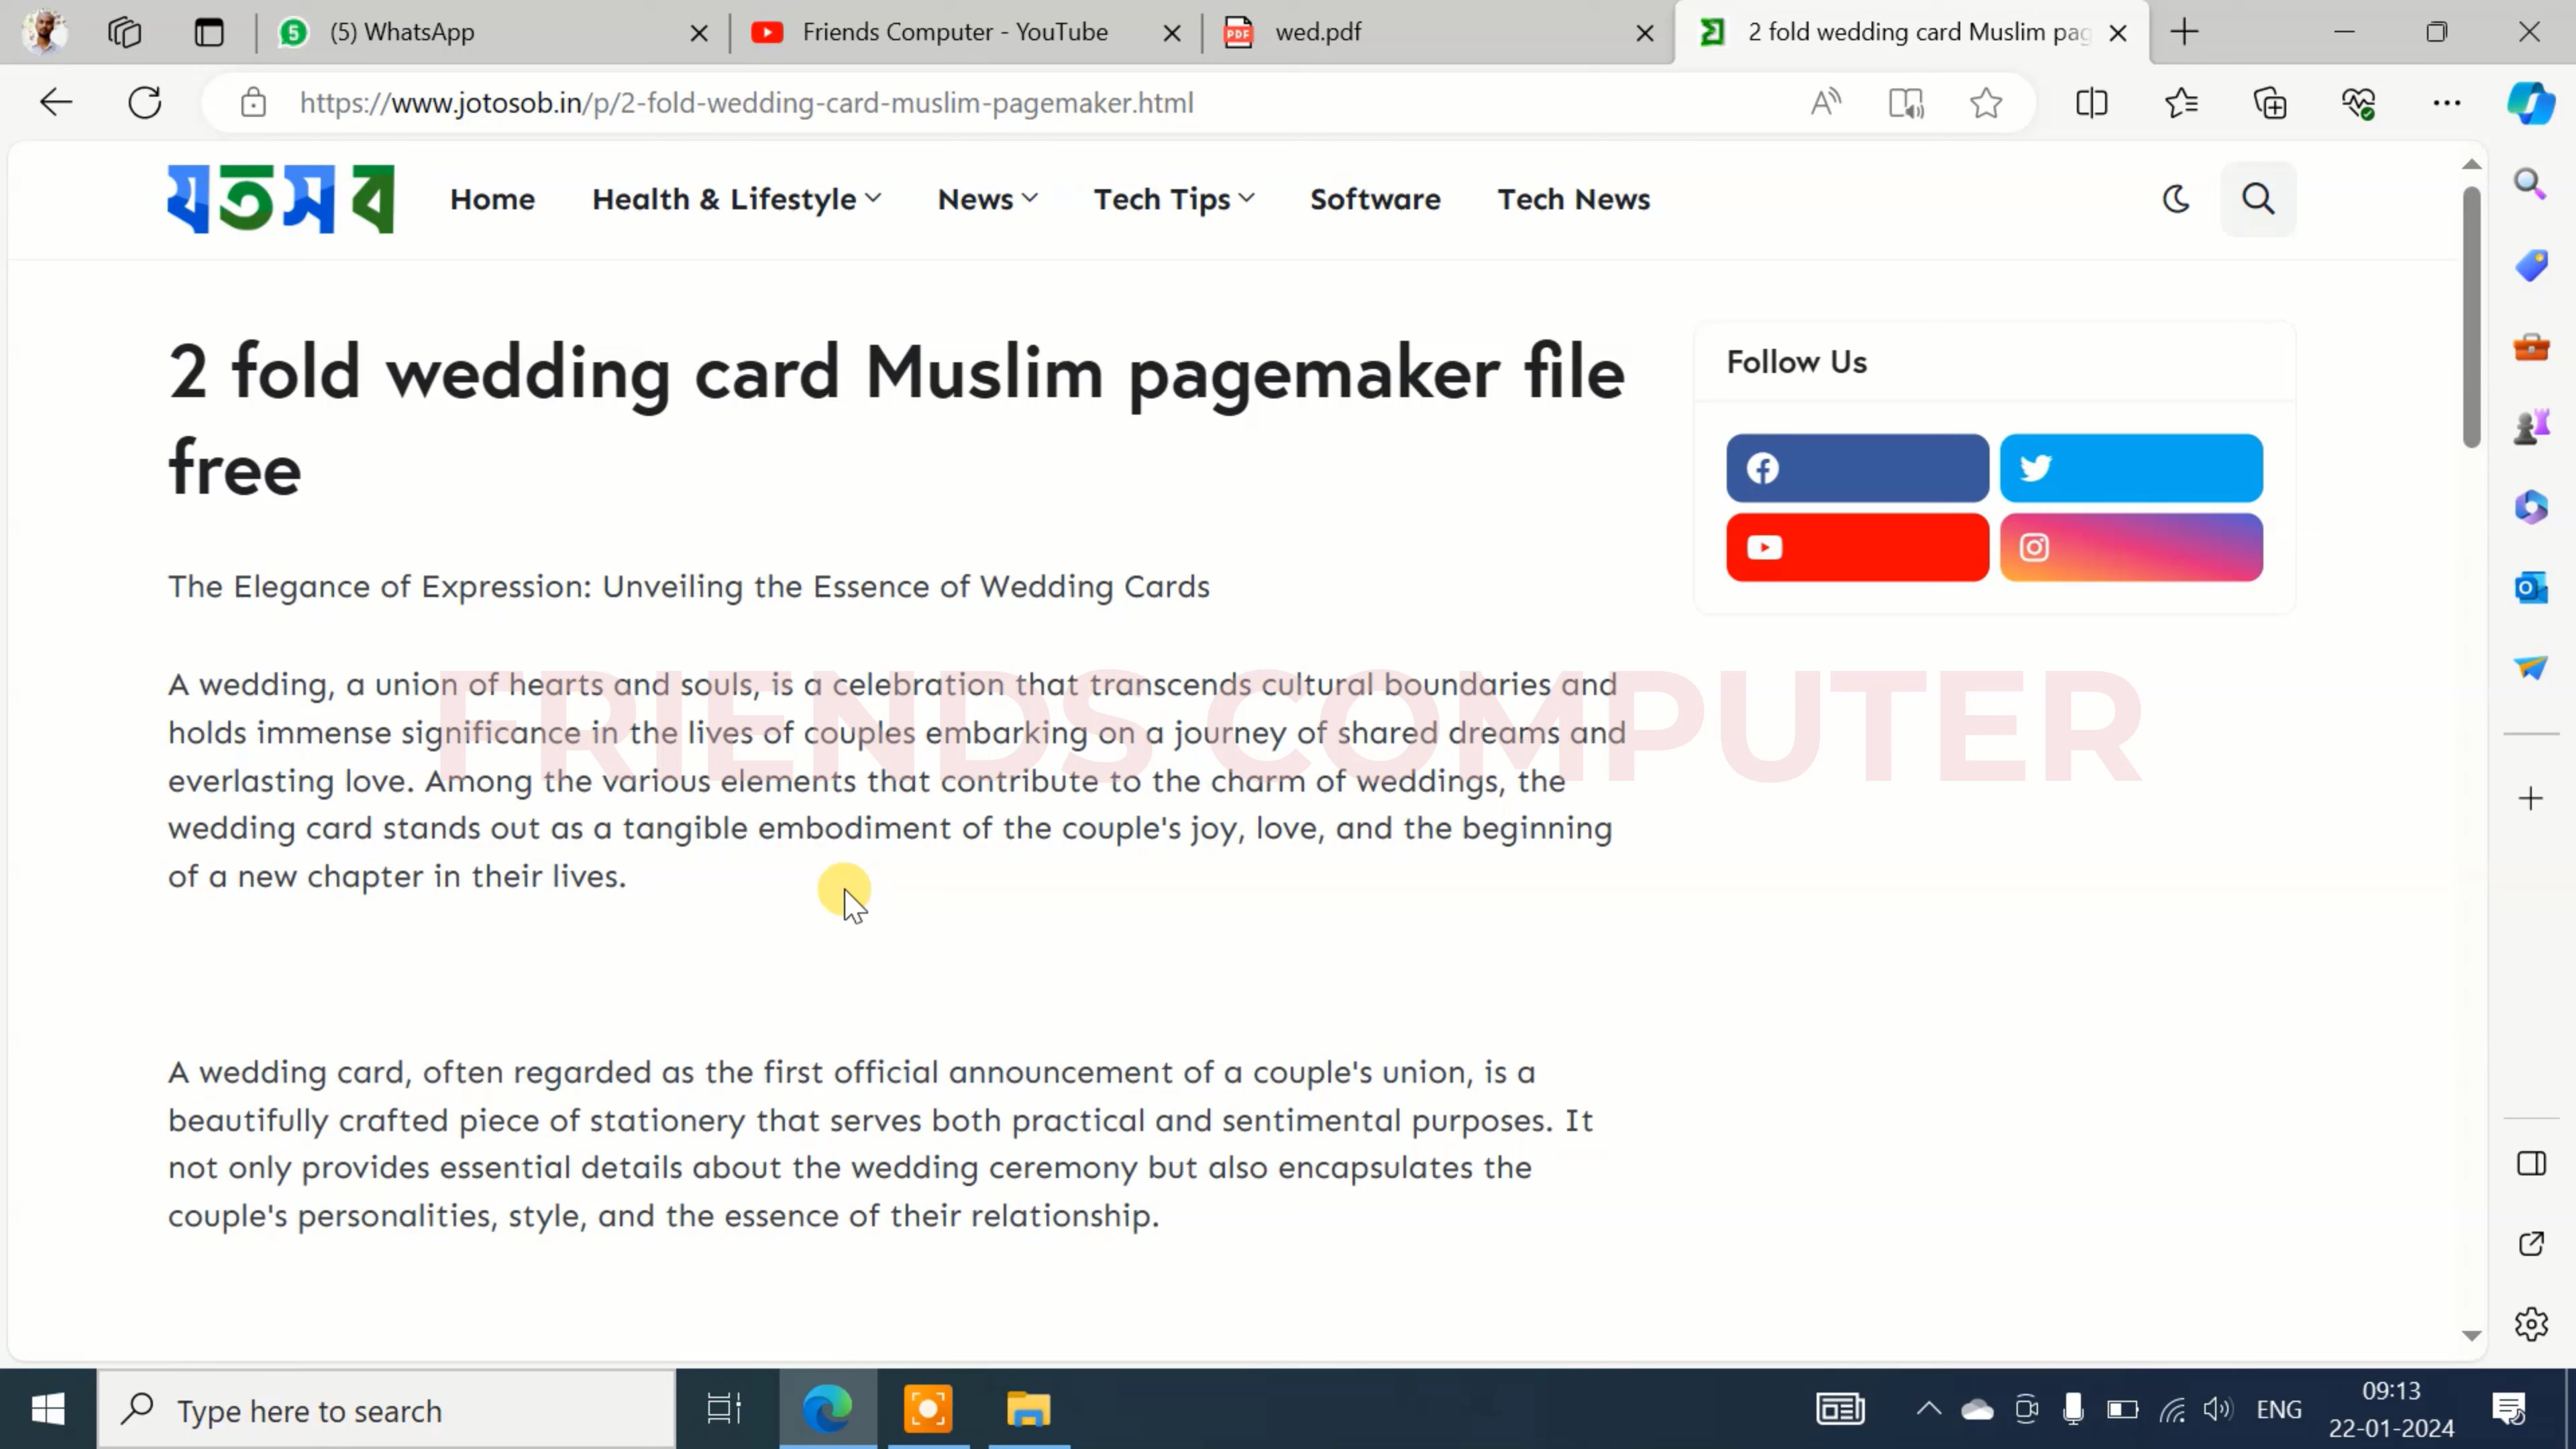 5
(5) WhatsApp
Friends Computer - YouTube
PDF
wed.pdf
2 fold wedding card Muslim pag
https://www.jotosob.in/p/2-fold-wedding-card-muslim-pagemaker.html
যতসব
Home
Health & Lifestyle
News
Tech Tips
Software
Tech News
2 fold wedding card Muslim pagemaker file
free
Follow Us
The Elegance of Expression: Unveiling the Essence of Wedding Cards
A wedding, a union of hearts and souls, is a celebration that transcends cultural boundaries and
holds immense significance in the lives of couples embarking on a journey of shared dreams and
everlasting love. Among the various elements that contribute to the charm of weddings, the
wedding card stands out as a tangible embodiment of the couple's joy, love, and the beginning
of a new chapter in their lives.
FRIENDS COMPUTER
A wedding card, often regarded as the first official announcement of a couple's union, is a
beautifully crafted piece of stationery that serves both practical and sentimental purposes. It
not only provides essential details about the wedding ceremony but also encapsulates the
couple's personalities, style, and the essence of their relationship.
Type here to search
ENG
09:13
22-01-2024